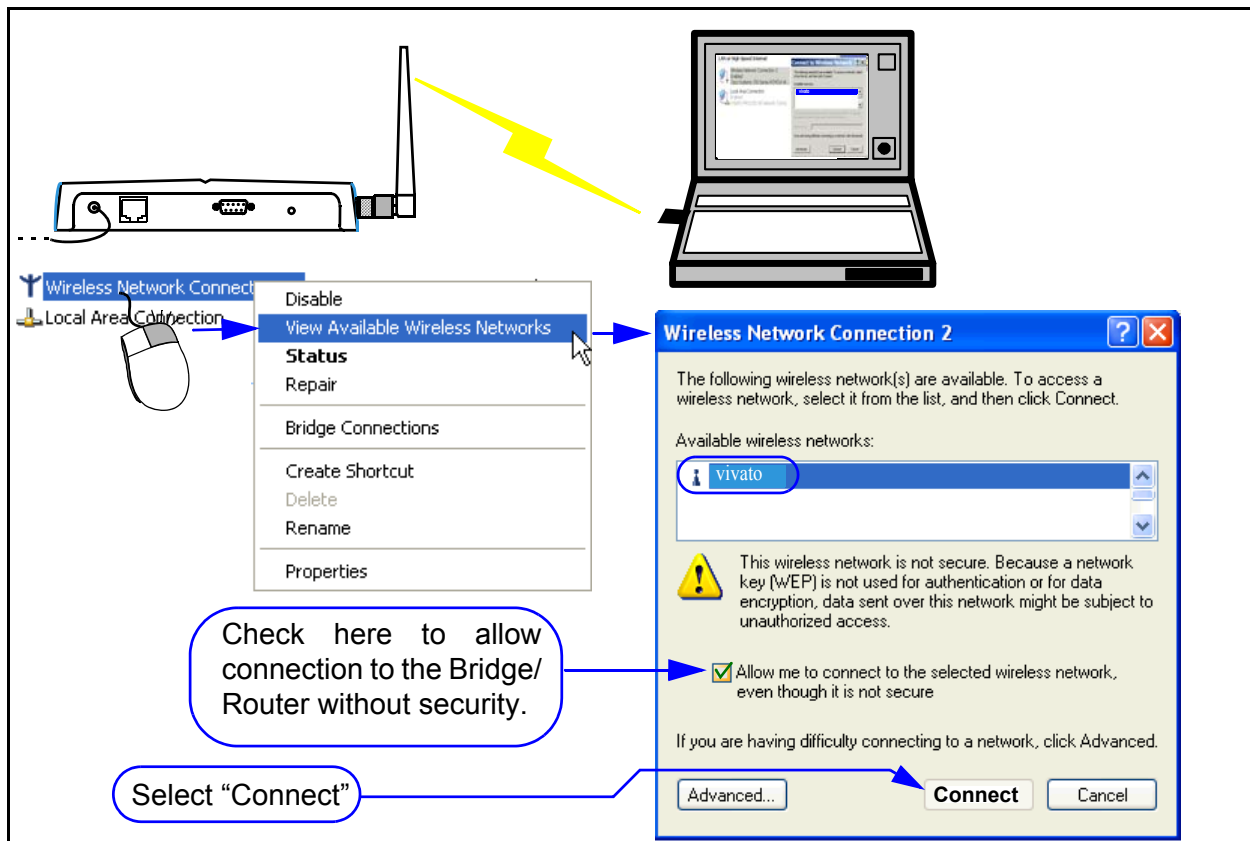 Wireless Network Connect
Local Area Connection
Disable
View Available Wireless Networks
Status
Repair
Bridge Connections
Create Shortcut
Delete
Rename
Properties
Wireless Network Connection 2
The following wireless network(s) are available. To access a
wireless network, select it from the list, and then click Connect.
Available wireless networks:
vivato
This wireless network is not secure. Because a network
key (WEP) is not used for authentication or for data
encryption, data sent over this network might be subject to
unauthorized access.
Check here to allow
connection to the Bridge/
Router without security.
Allow me to connect to the selected wireless network,
even though it is not secure
If you are having difficulty connecting to a network, click Advanced.
Select “Connect”
Advanced...
Connect
Cancel